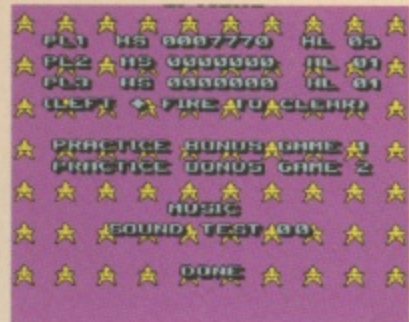 OPTIONS
PL1 HS 0007770 HL 05
PL2 HS 0000000 HL 01
PL3 HS 0000000 HL 01
(LEFT + FIRE TO CLEAR)
PRACTICE BONUS GAME 1
PRACTICE BONUS GAME 2
MUSIC
SOUND TEST 00
DONE